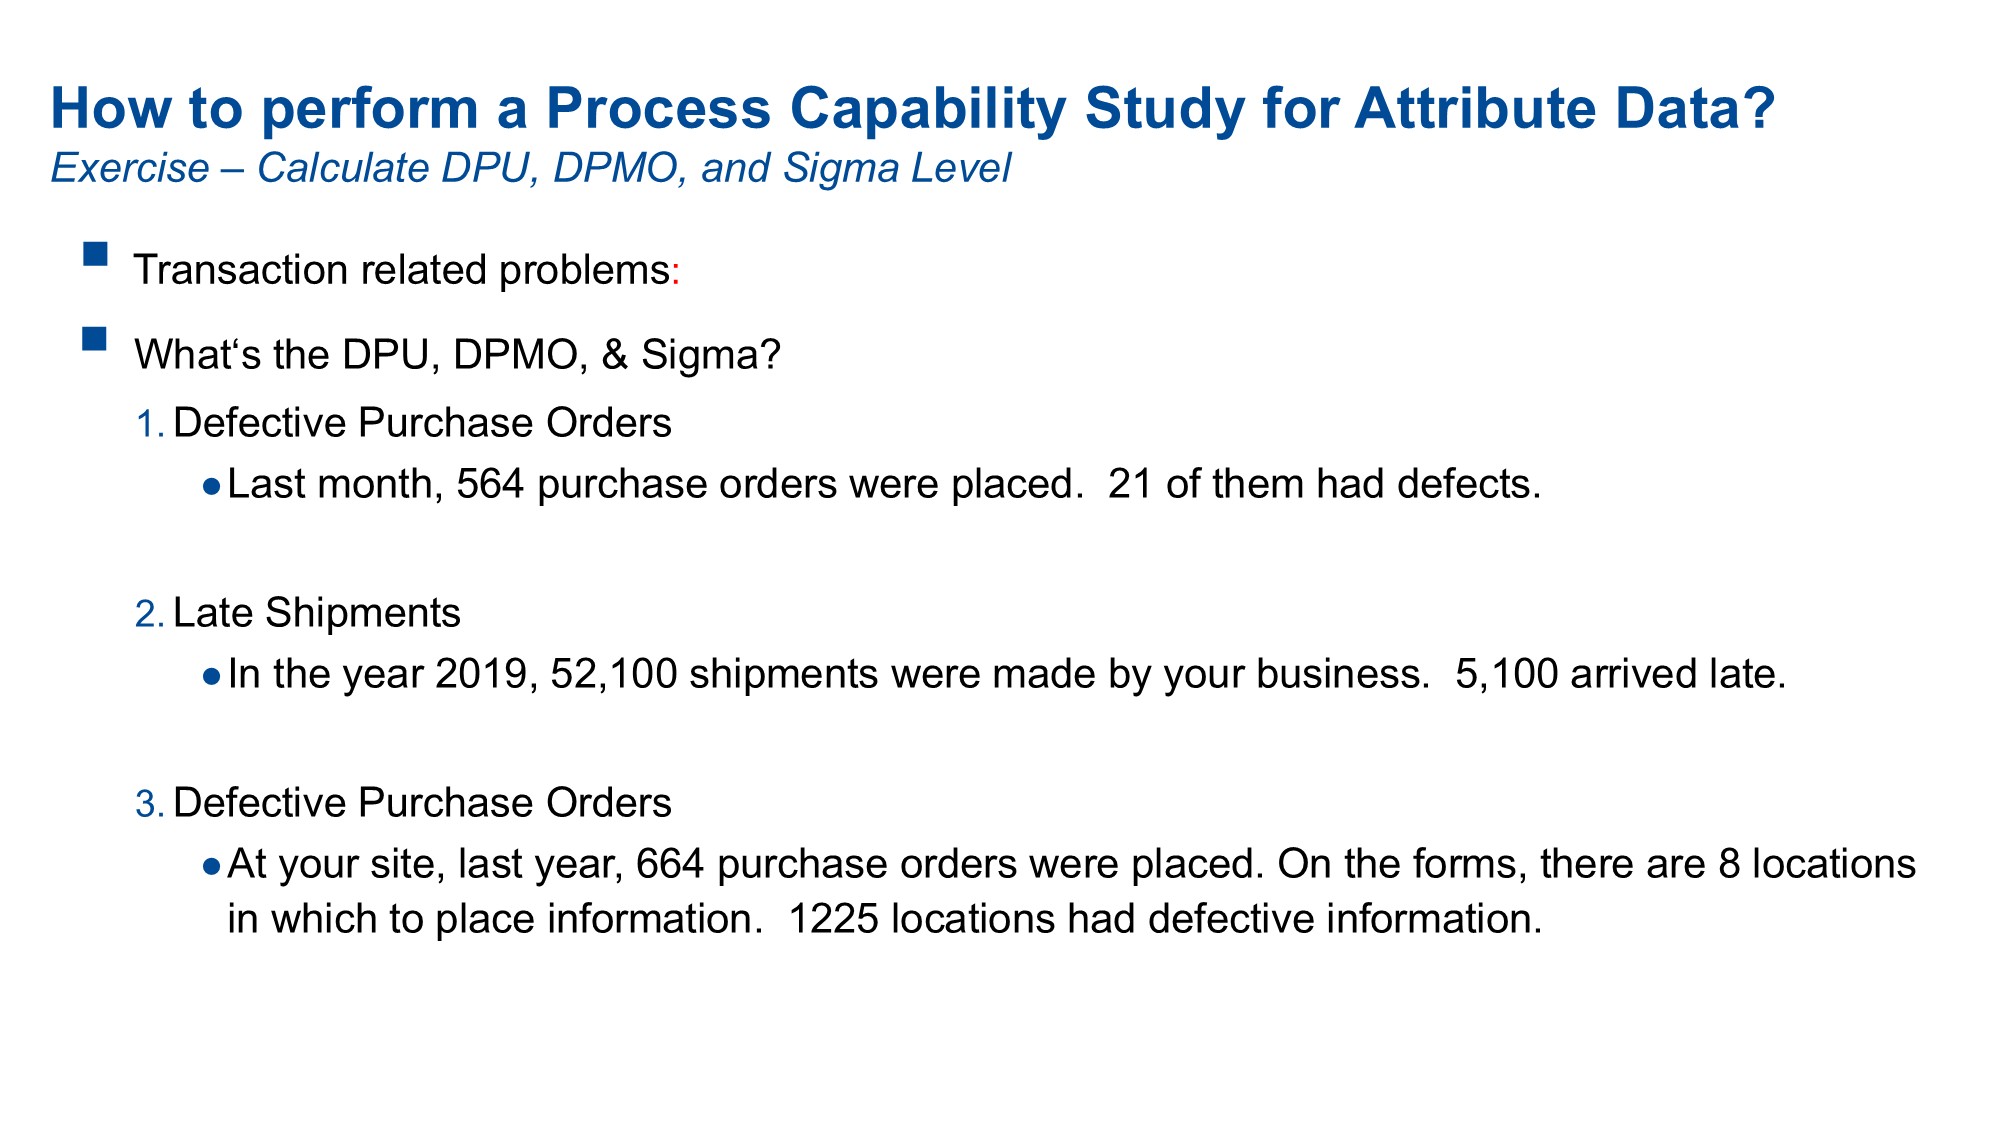 How to perform a Process Capability Study for Attribute Data?
Exercise – Calculate DPU, DPMO, and Sigma Level
■ Transaction related problems:
■ What‘s the DPU, DPMO, & Sigma?
1. Defective Purchase Orders
●Last month, 564 purchase orders were placed.  21 of them had defects.
2. Late Shipments
●In the year 2019, 52,100 shipments were made by your business.  5,100 arrived late.
3. Defective Purchase Orders
●At your site, last year, 664 purchase orders were placed. On the forms, there are 8 locations
in which to place information.  1225 locations had defective information.